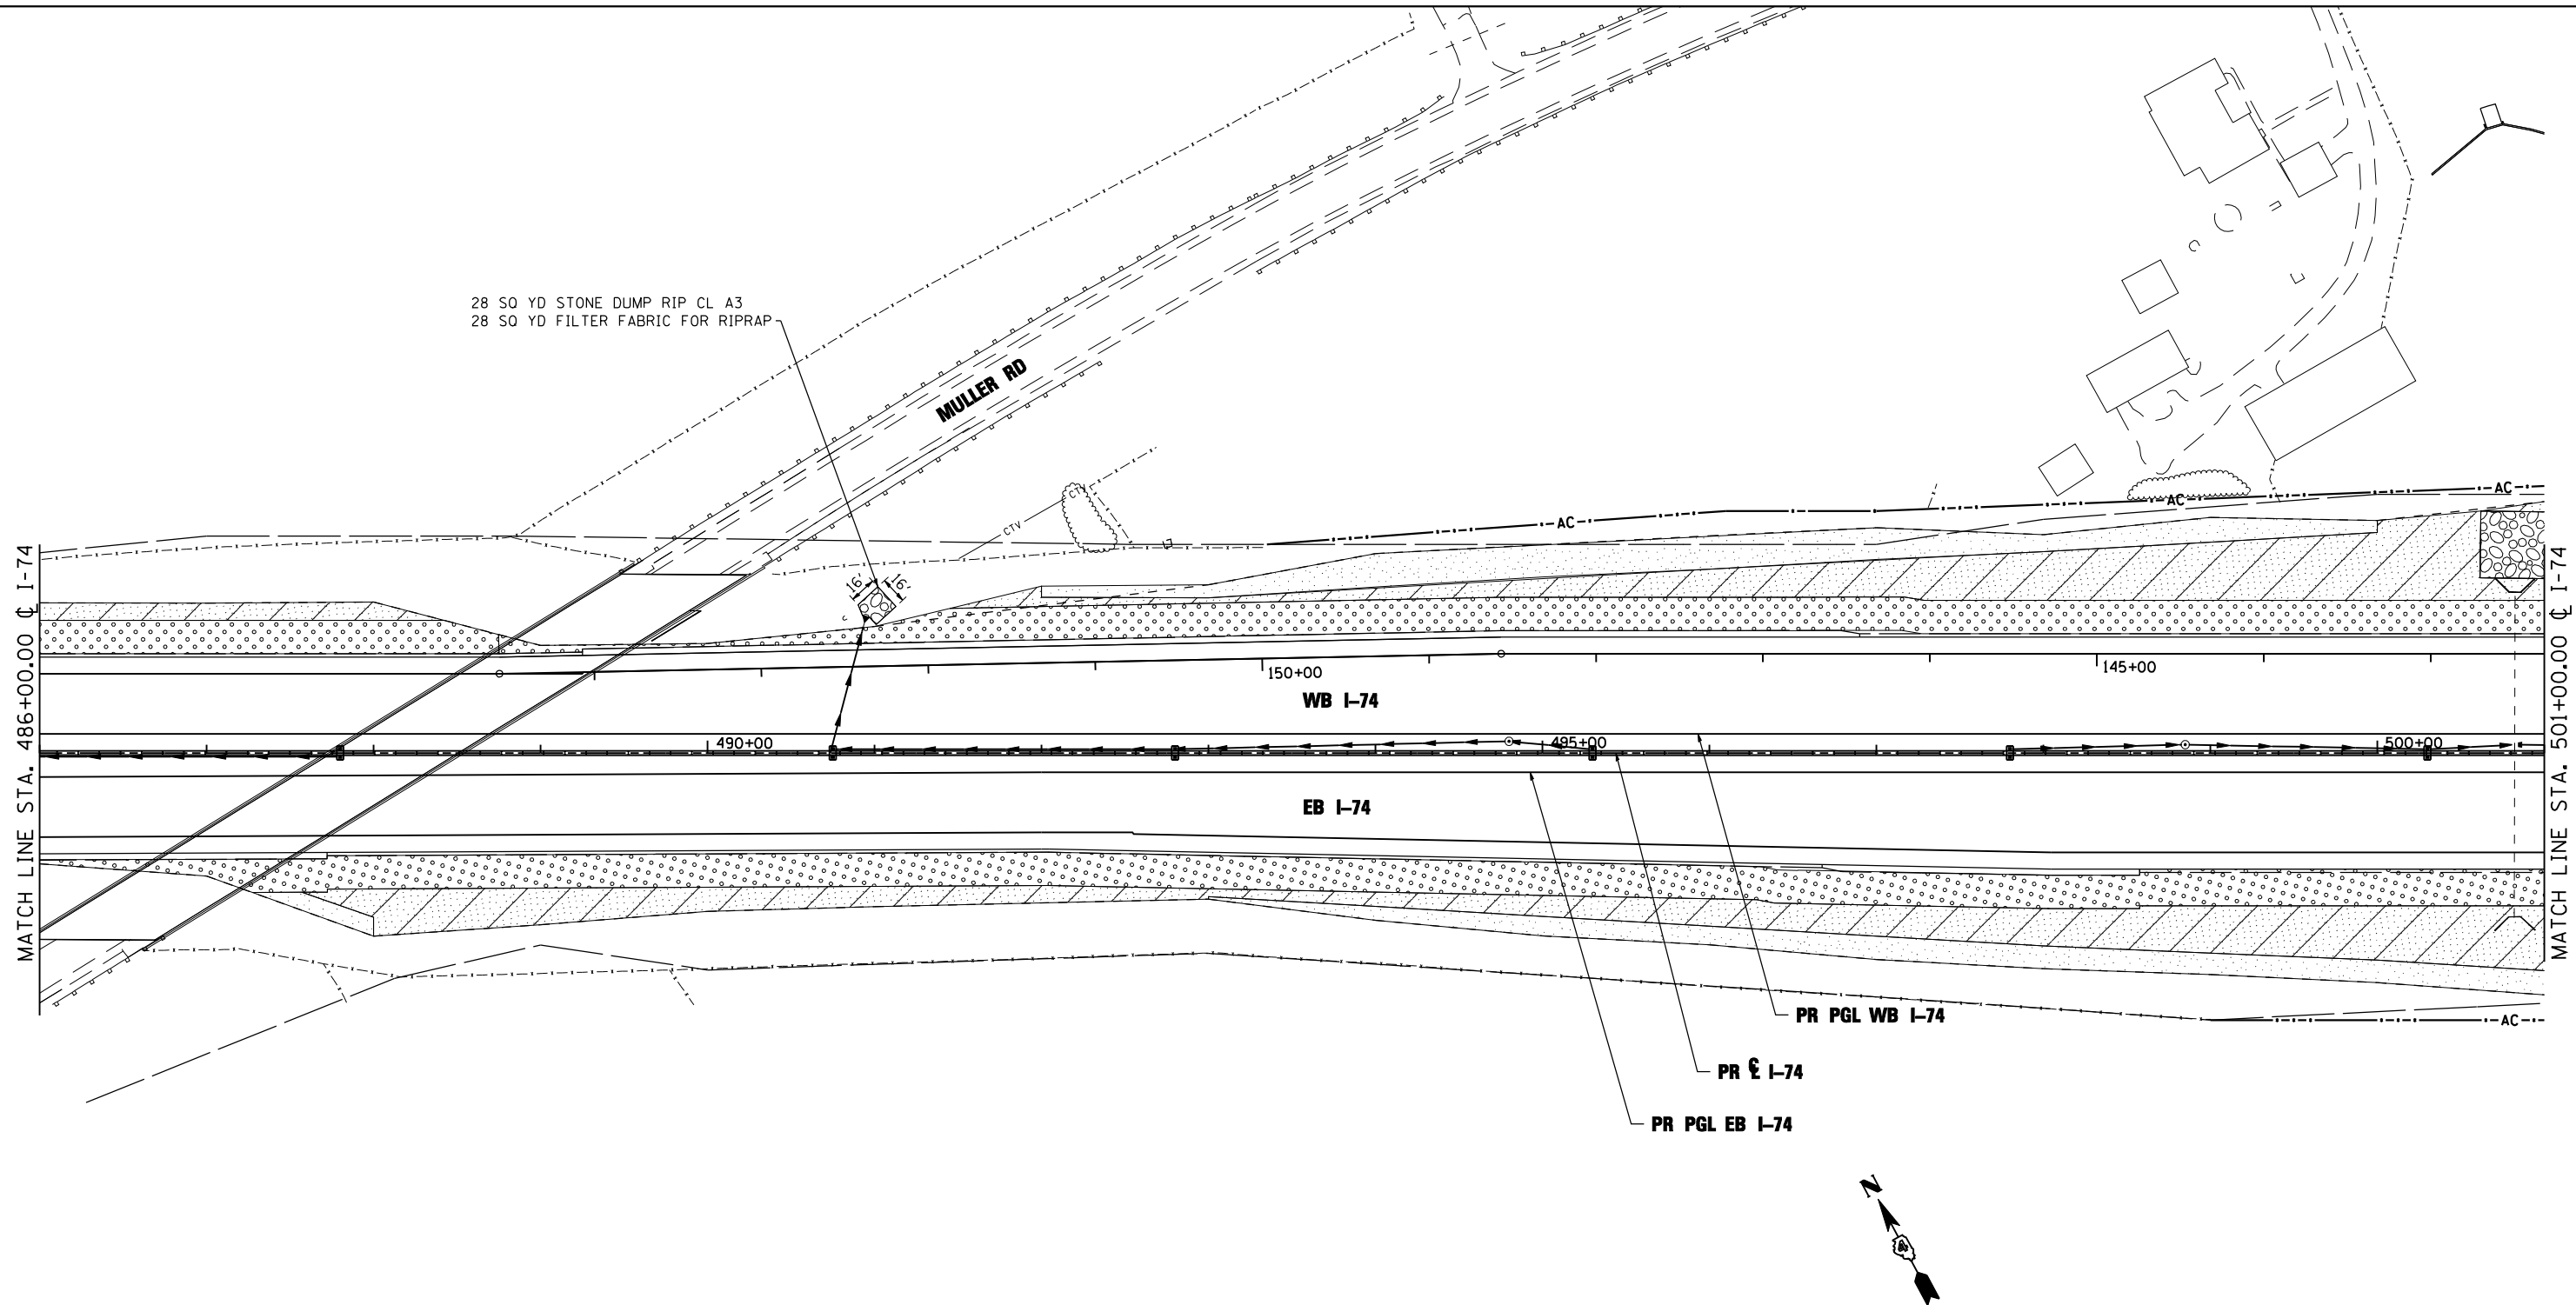 28 SQ YD STONE DUMP RIP CL A3
28 SQ YD FILTER FABRIC FOR RIPRAP
MULLER RD
CTV
CTV
AC
AC
AC
16'
16'
MATCH LINE STA. 486+00.00 ℄ I-74
MATCH LINE STA. 501+00.00 ℄ I-74
150+00
145+00
WB I-74
490+00
495+00
500+00
EB I-74
PR PGL WB I-74
AC
PR ℄ I-74
PR PGL EB I-74
N